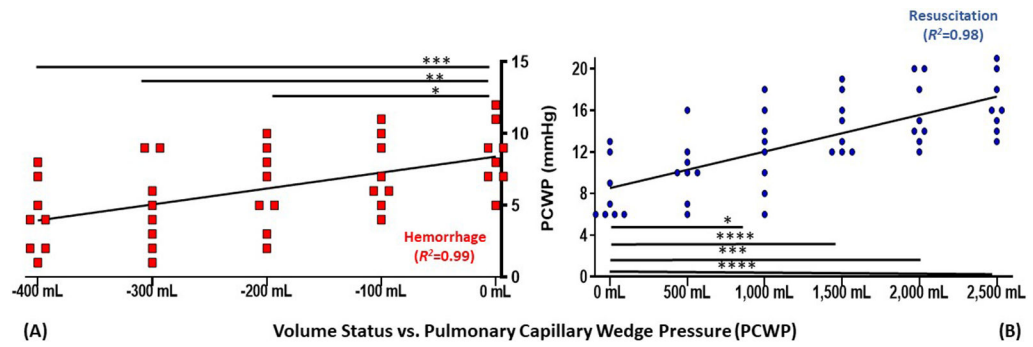 (A)
***
**
*
15
10
5
0
Hemorrhage
(R²=0.99)
-400 mL
-300 mL
-200 mL
-100 mL
0 mL
Resuscitation
(R²=0.98)
(B)
PCWP (mmHg)
20
16
12
8
4
0
*
****
***
****
0 mL
500 mL
1,000 mL
1,500 mL
2,000 mL
2,500 mL
Volume Status vs. Pulmonary Capillary Wedge Pressure (PCWP)